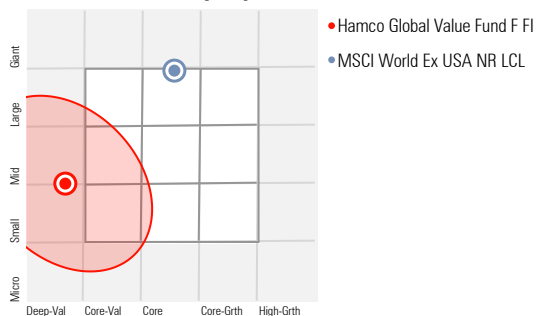 Hamco Global Value Fund F FI
MSCI World Ex USA NR LCL
Giant
Large
Mid
Small
Micro
Deep-Val
Core-Val
Core
Core-Grth
High-Grth